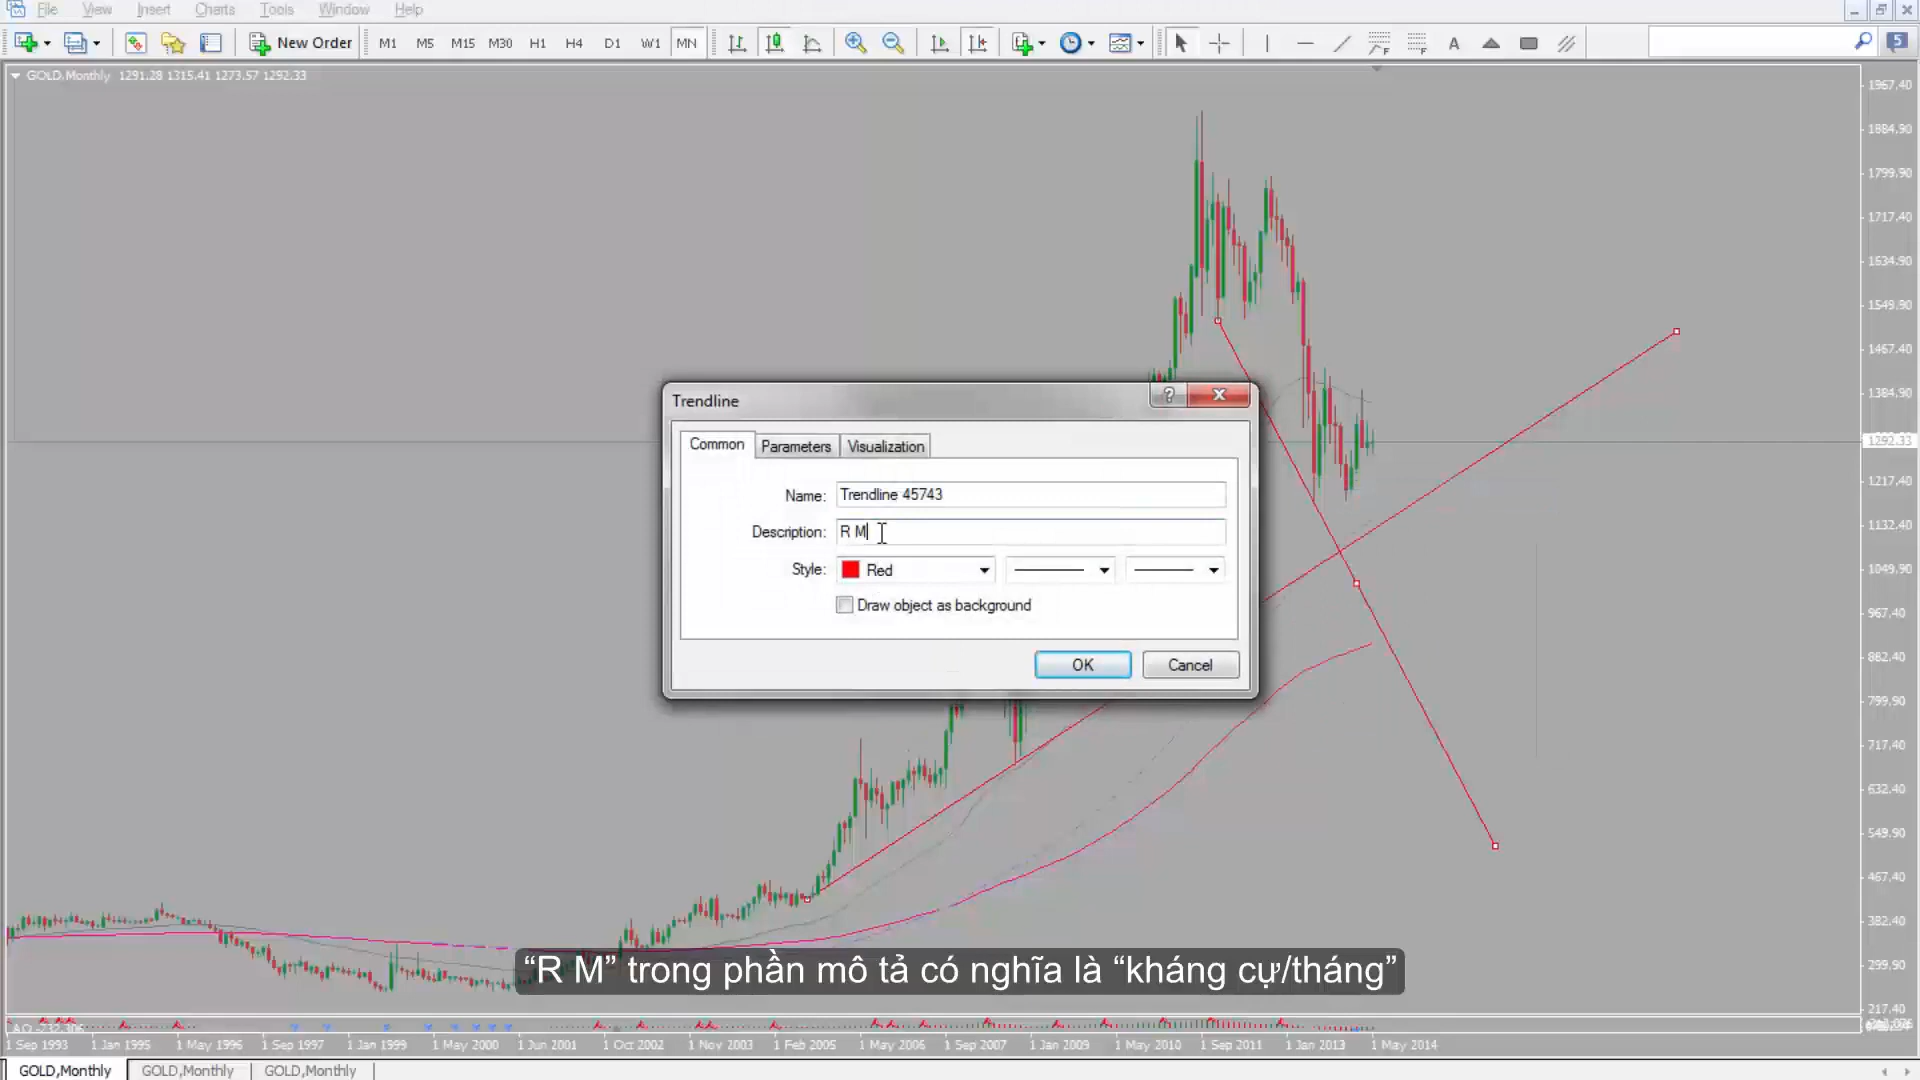 File View Insert Charts Tools Window Help
New Order M1 M5 M15 M30 H1 H4 D1 W1 MN A 5
GOLD,Monthly 1291.28 1315.41 1273.57 1292.33
1967.40
1884.90
1799.90
1717.40
1634.90
1549.90
1467.40
1384.90
1292.33
1217.40
1132.40
1049.90
967.40
882.40
799.90
717.40
632.40
549.90
467.40
382.40
299.90
217.40
Trendline
Common Parameters Visualization
Name: Trendline 45743
Description: R M
Style: Red
Draw object as background
OK Cancel
“R M” trong phần mô tả có nghĩa là “kháng cự/tháng”
AO -232.306
1 Sep 1993 1 Jan 1995 1 May 1996 1 Sep 1997 1 Jan 1999 1 May 2000 1 Jun 2001 1 Oct 2002 1 Nov 2003 1 Feb 2005 1 May 2006 1 Sep 2007 1 Jan 2009 1 May 2010 1 Sep 2011 1 Jan 2013 1 May 2014
GOLD,Monthly GOLD,Monthly GOLD,Monthly